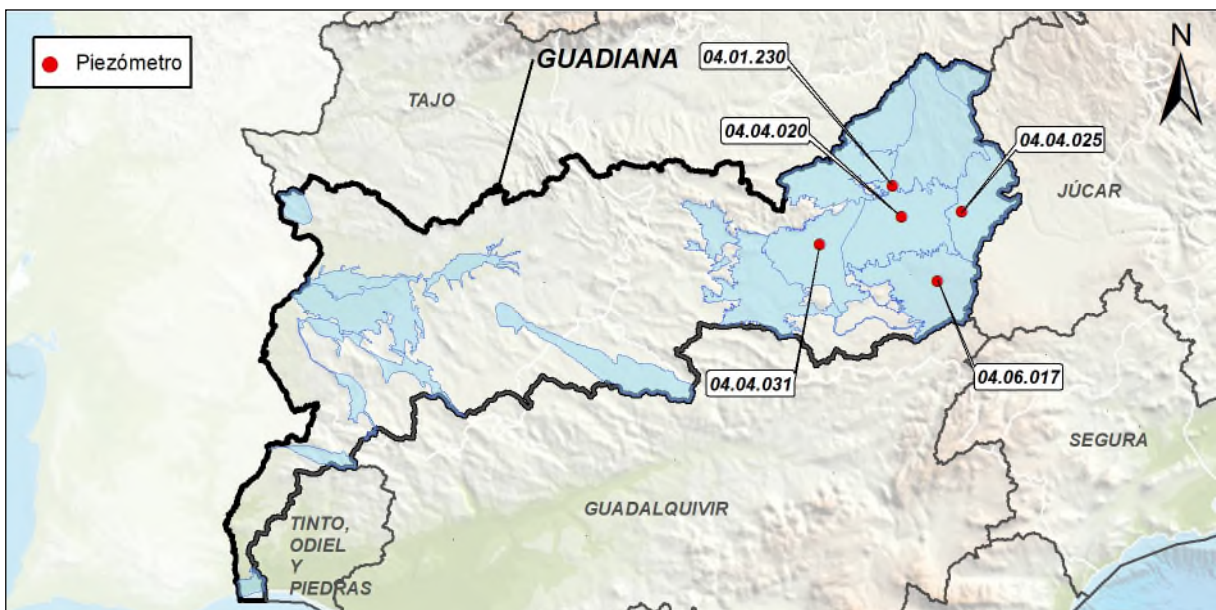 Piezómetro
GUADIANA
04.01.230
N
TAJO
04.04.020
04.04.025
JÚCAR
04.04.031
04.06.017
SEGURA
GUADALQUIVIR
TINTO,
ODIEL
Y
PIEDRAS